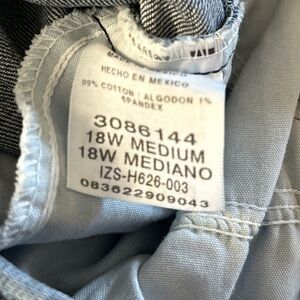 HECHO EN MEXICO
99% COTTON / ALGODON 1%
SPANDEX
3086144
18W MEDIUM
18W MEDIANO
IZS-H626-003
083622909043